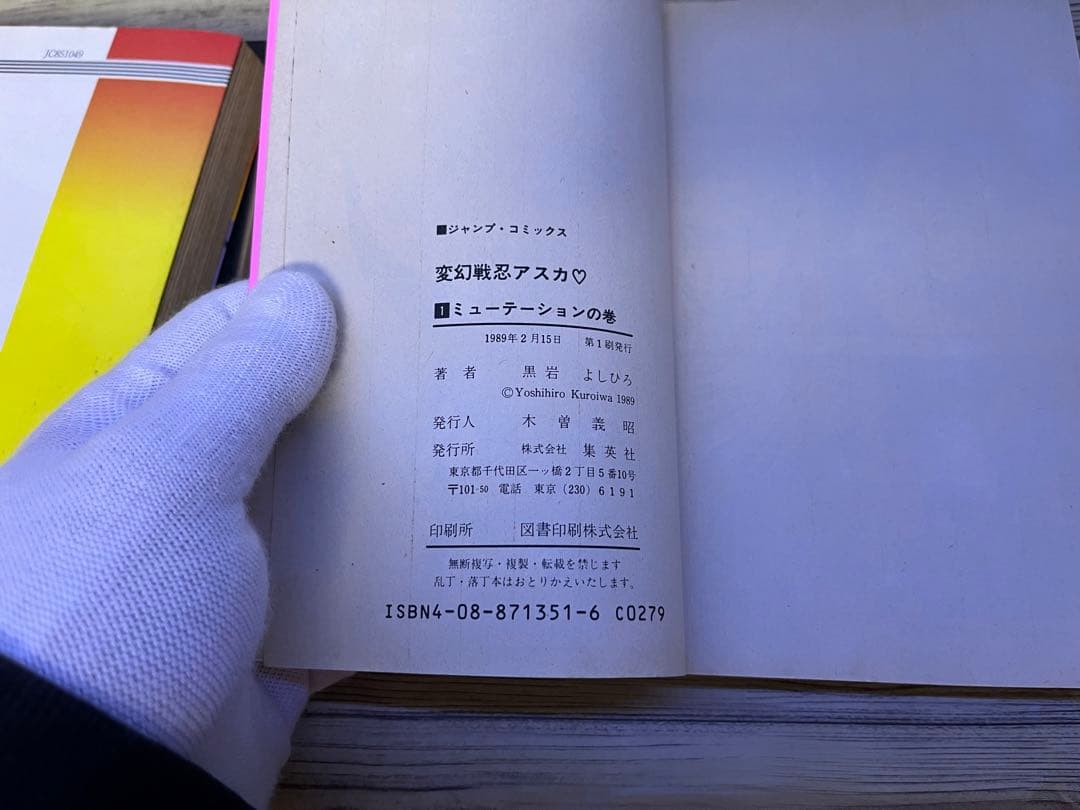 JC851049
■ジャンプ・コミックス
変幻戦忍アスカ♡
1ミューテーションの巻
1989年2月15日 第1刷発行
著者 黒岩 よしひろ
©Yoshihiro Kuroiwa 1989
発行人 木曽義昭
発行所 株式会社 集英社
東京都千代田区一ッ橋2丁目5番10号
〒101-50 電話 東京(230)6191
印刷所 図書印刷株式会社
無断複写・複製・転載を禁じます
乱丁・落丁本はおとりかえいたします。
ISBN4-08-871351-6 C0279